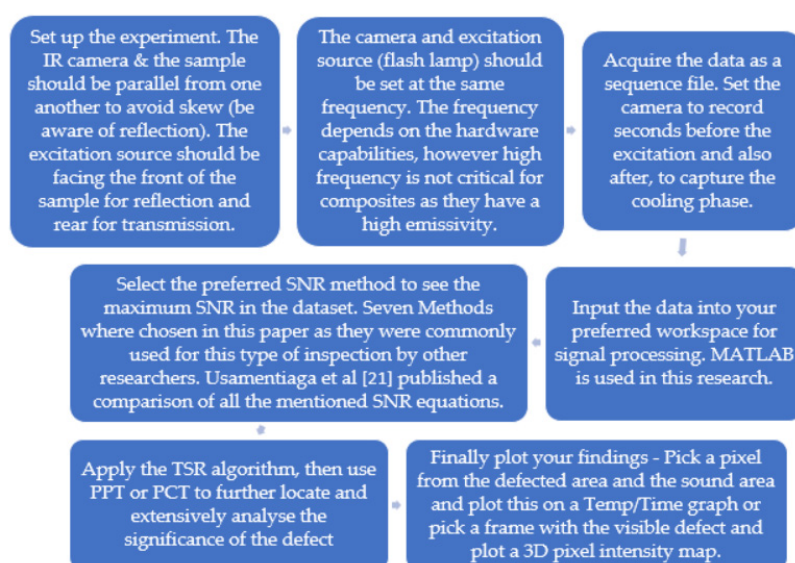 Set up the experiment. The
IR camera & the sample
should be parallel from one
another to avoid skew (be
aware of reflection). The
excitation source should be
facing the front of the
sample for reflection and
rear for transmission.
The camera and excitation
source (flash lamp) should
be set at the same
frequency. The frequency
depends on the hardware
capabilities, however high
frequency is not critical for
composites as they have a
high emissivity.
Acquire the data as a
sequence file. Set the
camera to record
seconds before the
excitation and also
after, to capture the
cooling phase.
Input the data into your
preferred workspace for
signal processing. MATLAB
is used in this research.
Select the preferred SNR method to see the
maximum SNR in the dataset. Seven Methods
where chosen in this paper as they were commonly
used for this type of inspection by other
researchers. Usamentiaga et al [21] published a
comparison of all the mentioned SNR equations.
Apply the TSR algorithm, then use
PPT or PCT to further locate and
extensively analyse the
significance of the defect
Finally plot your findings - Pick a pixel
from the defected area and the sound area
and plot this on a Temp/Time graph or
pick a frame with the visible defect and
plot a 3D pixel intensity map.